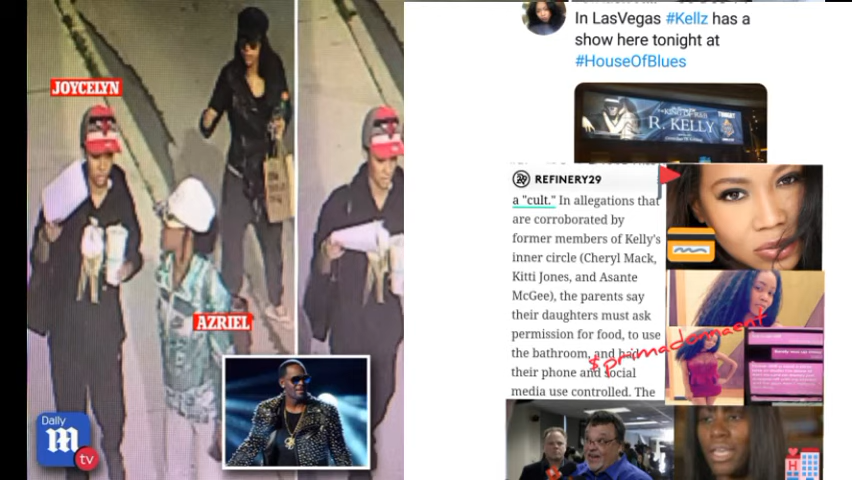 JOYCELYN
AZRIEL
Daily
M
tv
In LasVegas #Kellz has a
show here tonight at
#HouseOfBlues
R. KELLY
REFINERY29
a "cult." In allegations that
are corroborated by
former members of Kelly's
inner circle (Cheryl Mack,
Kitti Jones, and Asante
McGee), the parents say
their daughters must ask
permission for food, to use
the bathroom, and had
their phone and social
media use controlled. The
$primadonnaent
H